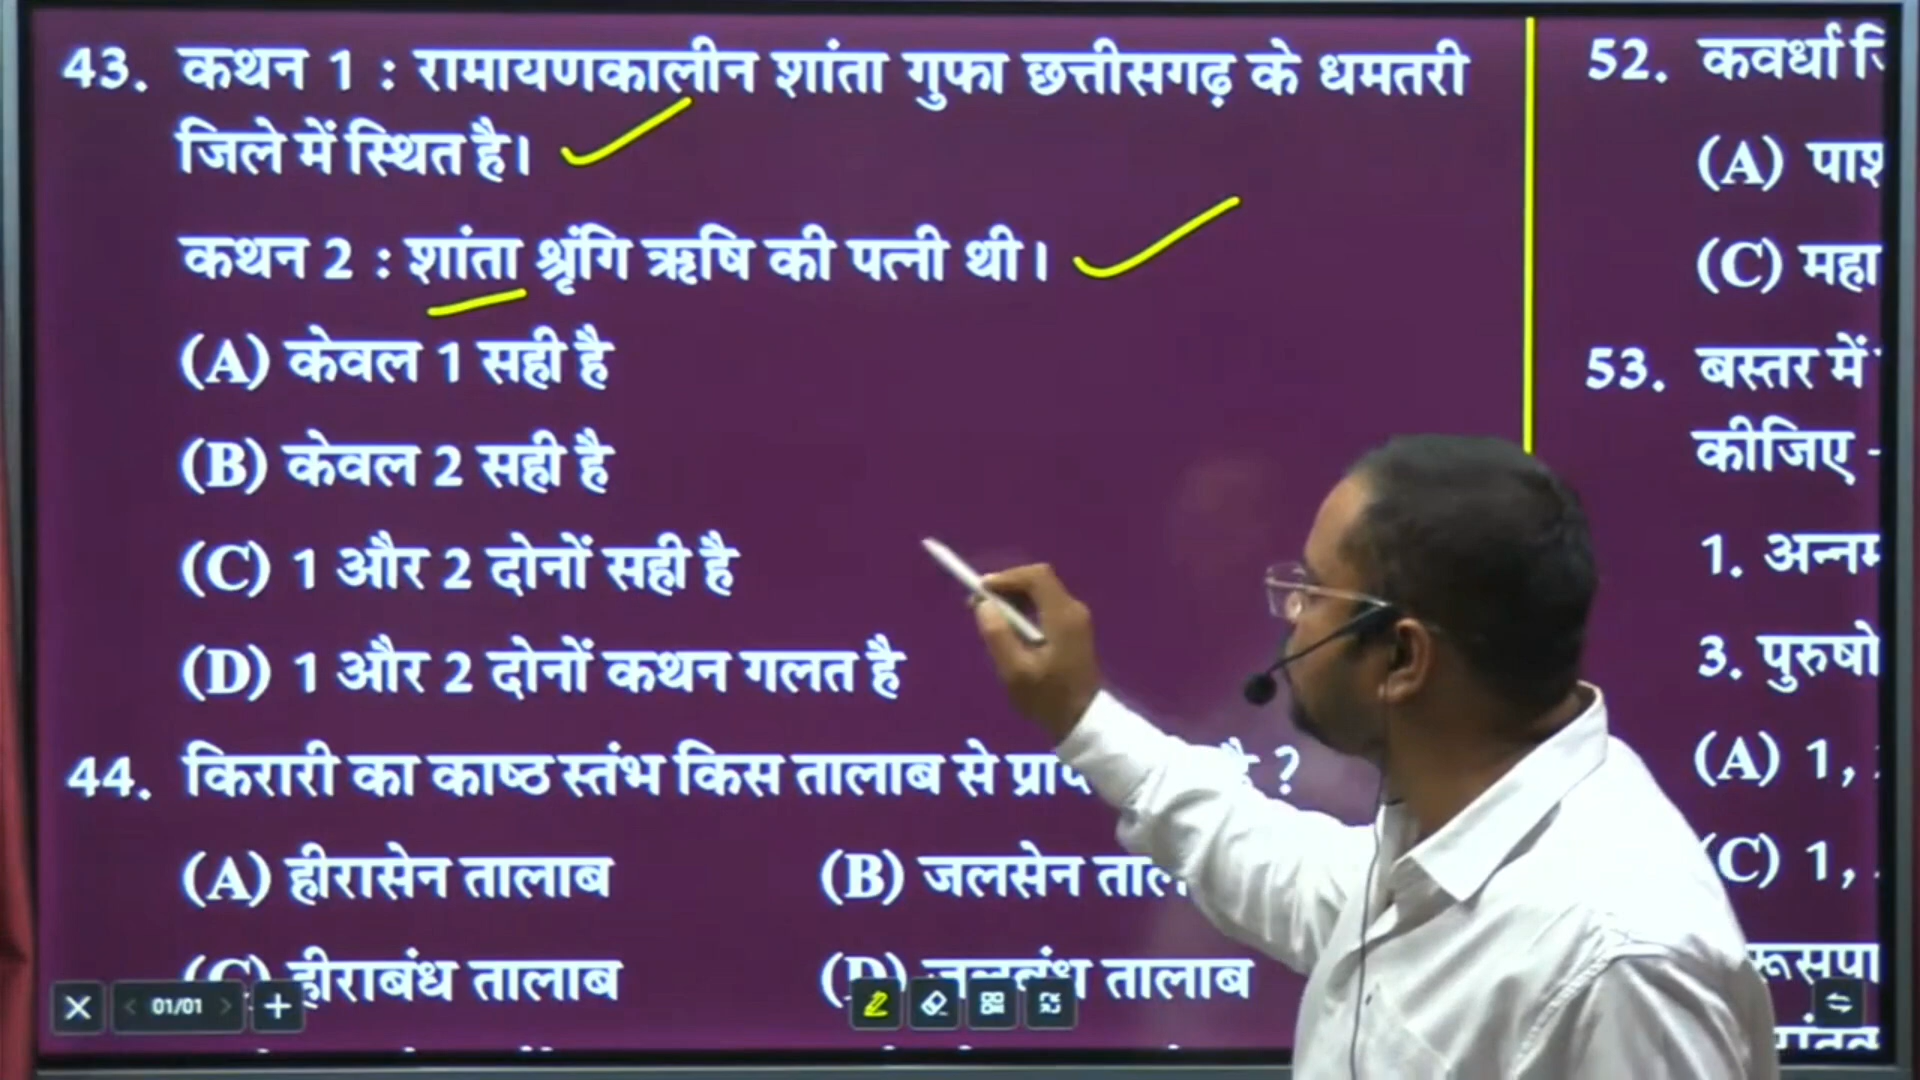 43. कथन 1 : रामायणकालीन शांता गुफा छत्तीसगढ़ के धमतरी
जिले में स्थित है।
कथन 2 : शांता श्रृंगि ऋषि की पत्नी थी।
(A) केवल 1 सही है
(B) केवल 2 सही है
(C) 1 और 2 दोनों सही है
(D) 1 और 2 दोनों कथन गलत है
44. किरारी का काष्ठ स्तंभ किस तालाब से ?
(A) हीरासेन तालाब
(B) जलसेन
(C) हीराबंध तालाब
(D) तालाब
01/01
52. कवर्धा
(A)
(C)
53. बस्तर में
कीजिए -
1.
3.
(A) 1,
(C) 1,